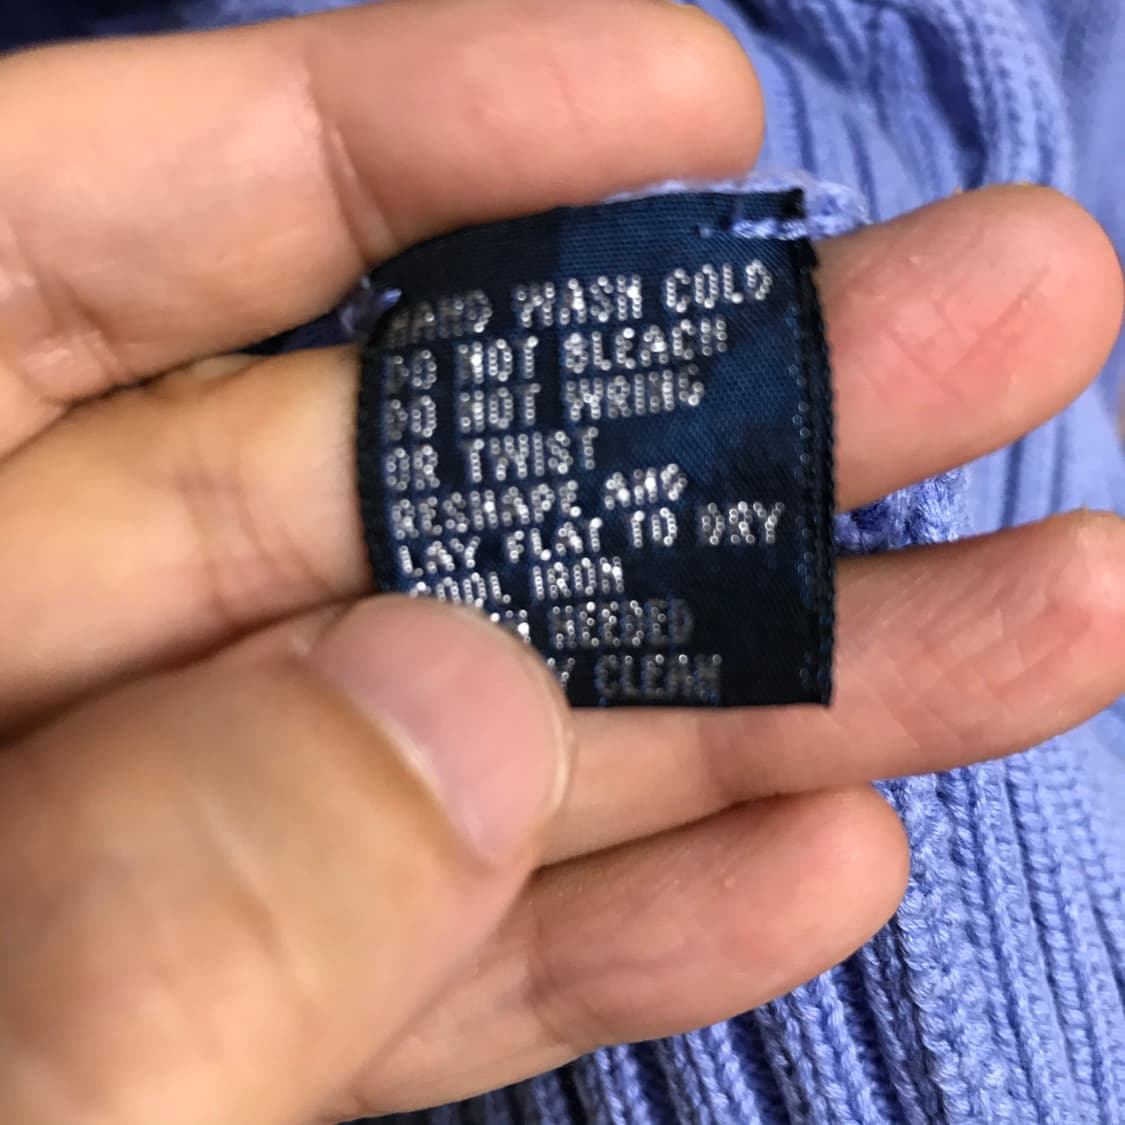 HAND WASH COLD
DO NOT BLEACH
DO NOT WRING
OR TWIST
RESHAPE AND
LAY FLAT TO DRY
COOL IRON
NEEDED
CLEAN